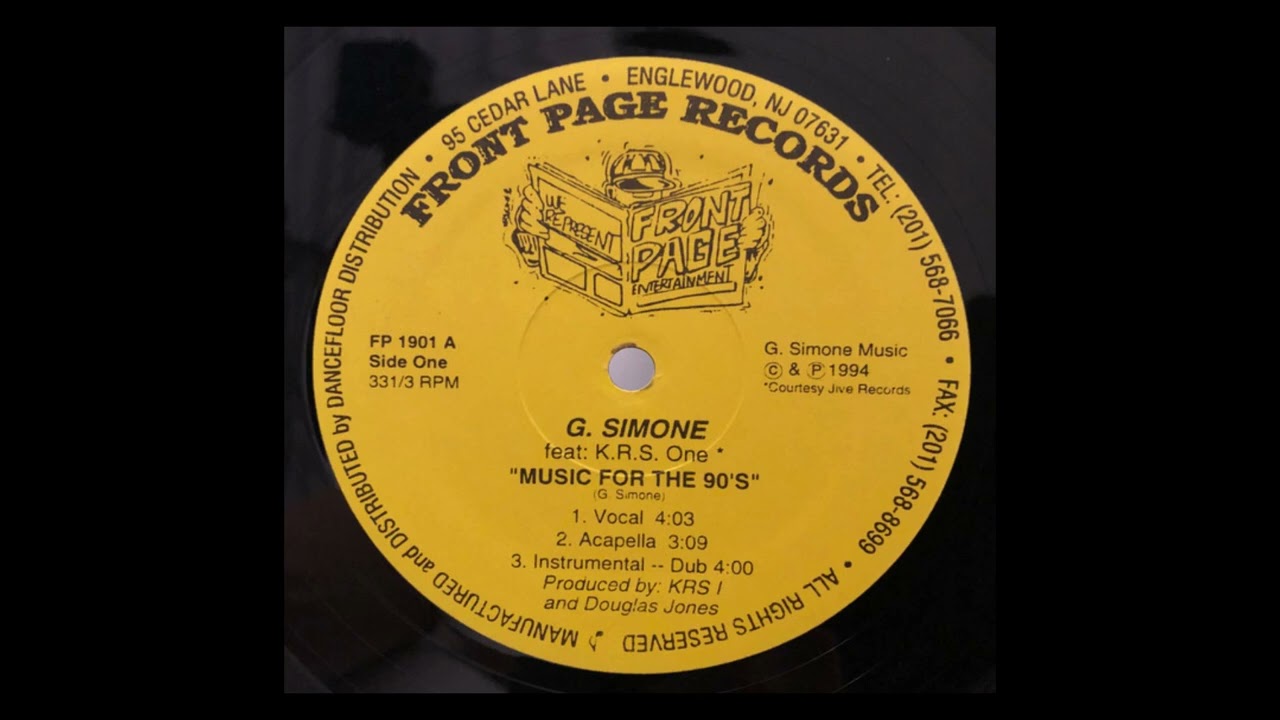 MANUFACTURED and DISTRIBUTED by DANCEFLOOR DISTRIBUTION • 95 CEDAR LANE • ENGLEWOOD, NJ 07631 • TEL: (201) 568-7066 • FAX: (201) 568-8699 • ALL RIGHTS RESERVED
FRONT PAGE RECORDS
WE
REPRESENT
FRONT
PAGE
ENTERTAINMENT
FP 1901 A
Side One
331/3 RPM
G. Simone Music
© & ℗ 1994
*Courtesy Jive Records
G. SIMONE
feat: K.R.S. One *
"MUSIC FOR THE 90'S"
(G. Simone)
1. Vocal 4:03
2. Acapella 3:09
3. Instrumental -- Dub 4:00
Produced by: KRS I
and Douglas Jones